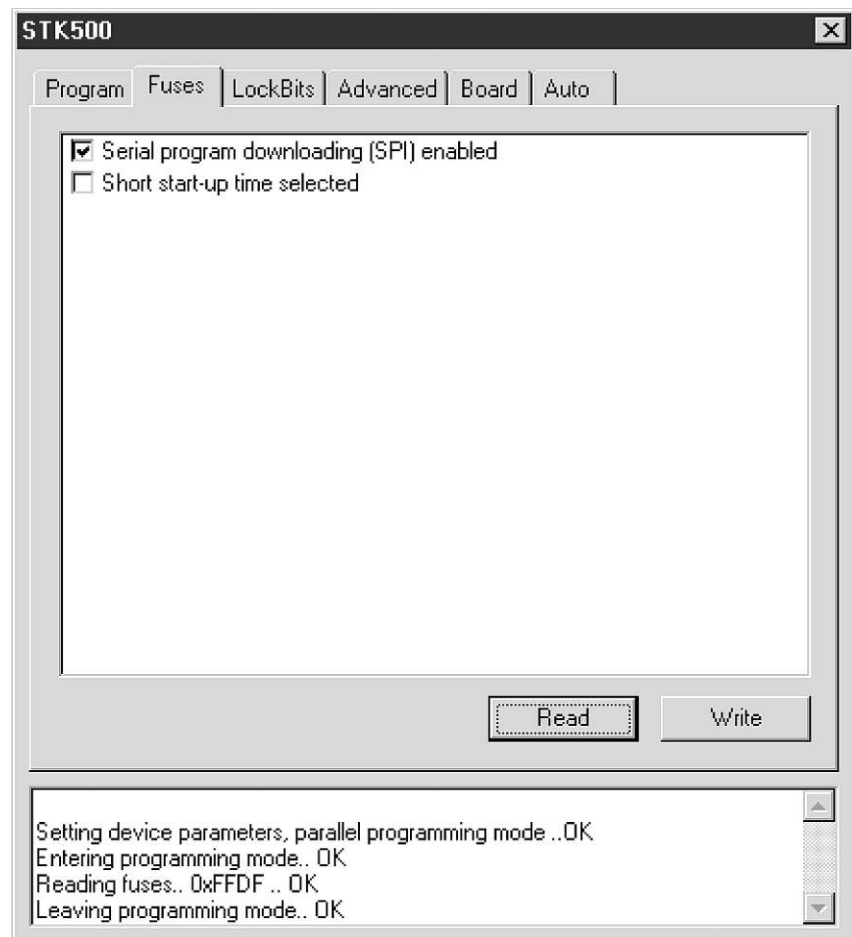 STK500
Program Fuses LockBits Advanced Board Auto
Serial program downloading (SPI) enabled
Short start-up time selected
Read Write
Setting device parameters, parallel programming mode ..OK
Entering programming mode.. OK
Reading fuses.. 0xFFDF .. OK
Leaving programming mode.. OK